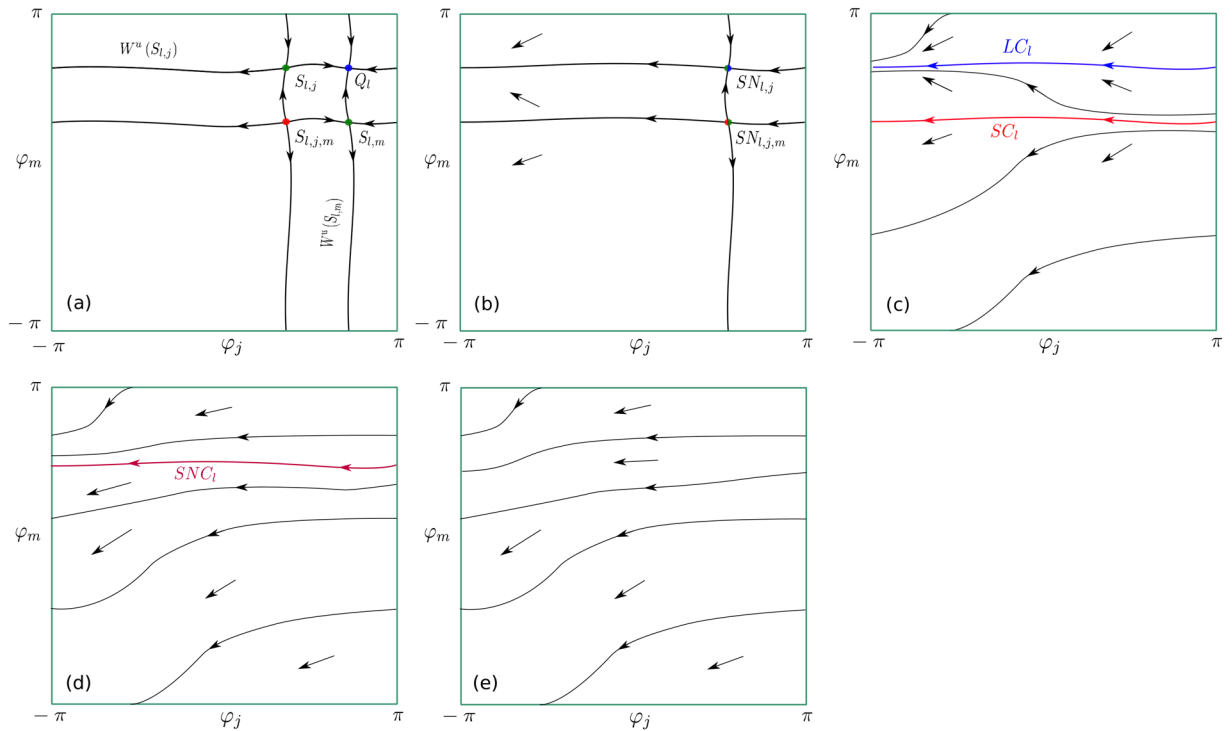 π π π
W^u (S_{l,j})
LC_l
S_{l,j} Q_l SN_{l,j}
S_{l,j,m} S_{l,m} SN_{l,j,m} SC_l
φ_m φ_m φ_m
W^u (S_{l,m})
(a) (b) (c)
− π − π − π
− π φ_j π − π φ_j π − π φ_j π
π π
SNC_l
φ_m φ_m
(d) (e)
− π φ_j π − π φ_j π